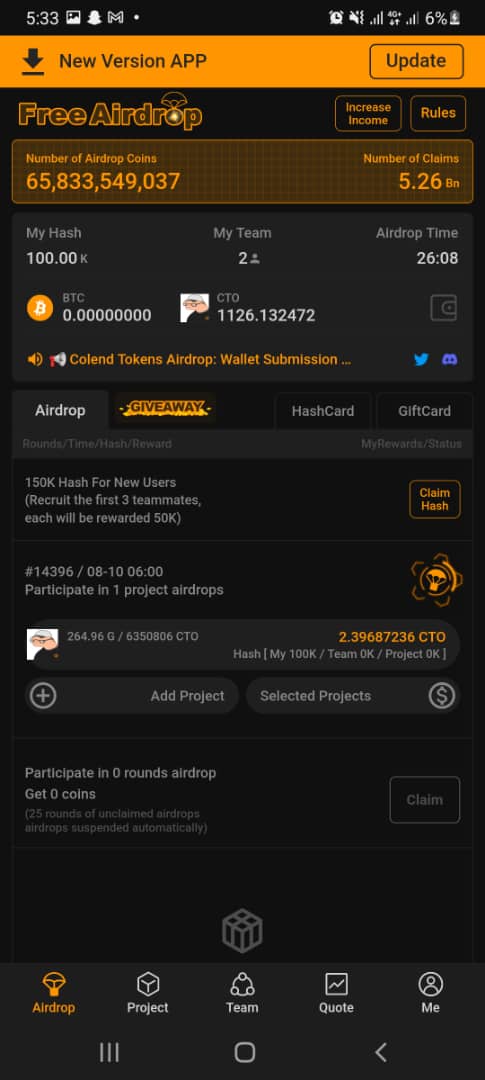 5:33
4G+
6%
New Version APP
Update
Free Airdrop
Increase
Income
Rules
Number of Airdrop Coins
Number of Claims
65,833,549,037
5.26 Bn
My Hash
My Team
Airdrop Time
100.00 K
2
26:08
BTC
0.00000000
CTO
1126.132472
Colend Tokens Airdrop: Wallet Submission ...
Airdrop
GIVEAWAY
HashCard
GiftCard
Rounds/Time/Hash/Reward
MyRewards/Status
150K Hash For New Users
(Recruit the first 3 teammates,
each will be rewarded 50K)
Claim
Hash
#14396 / 08-10 06:00
Participate in 1 project airdrops
264.96 G / 6350806 CTO
2.39687236 CTO
Hash [ My 100K / Team 0K / Project 0K ]
Add Project
Selected Projects
Participate in 0 rounds airdrop
Get 0 coins
(25 rounds of unclaimed airdrops
airdrops suspended automatically)
Claim
Airdrop
Project
Team
Quote
Me